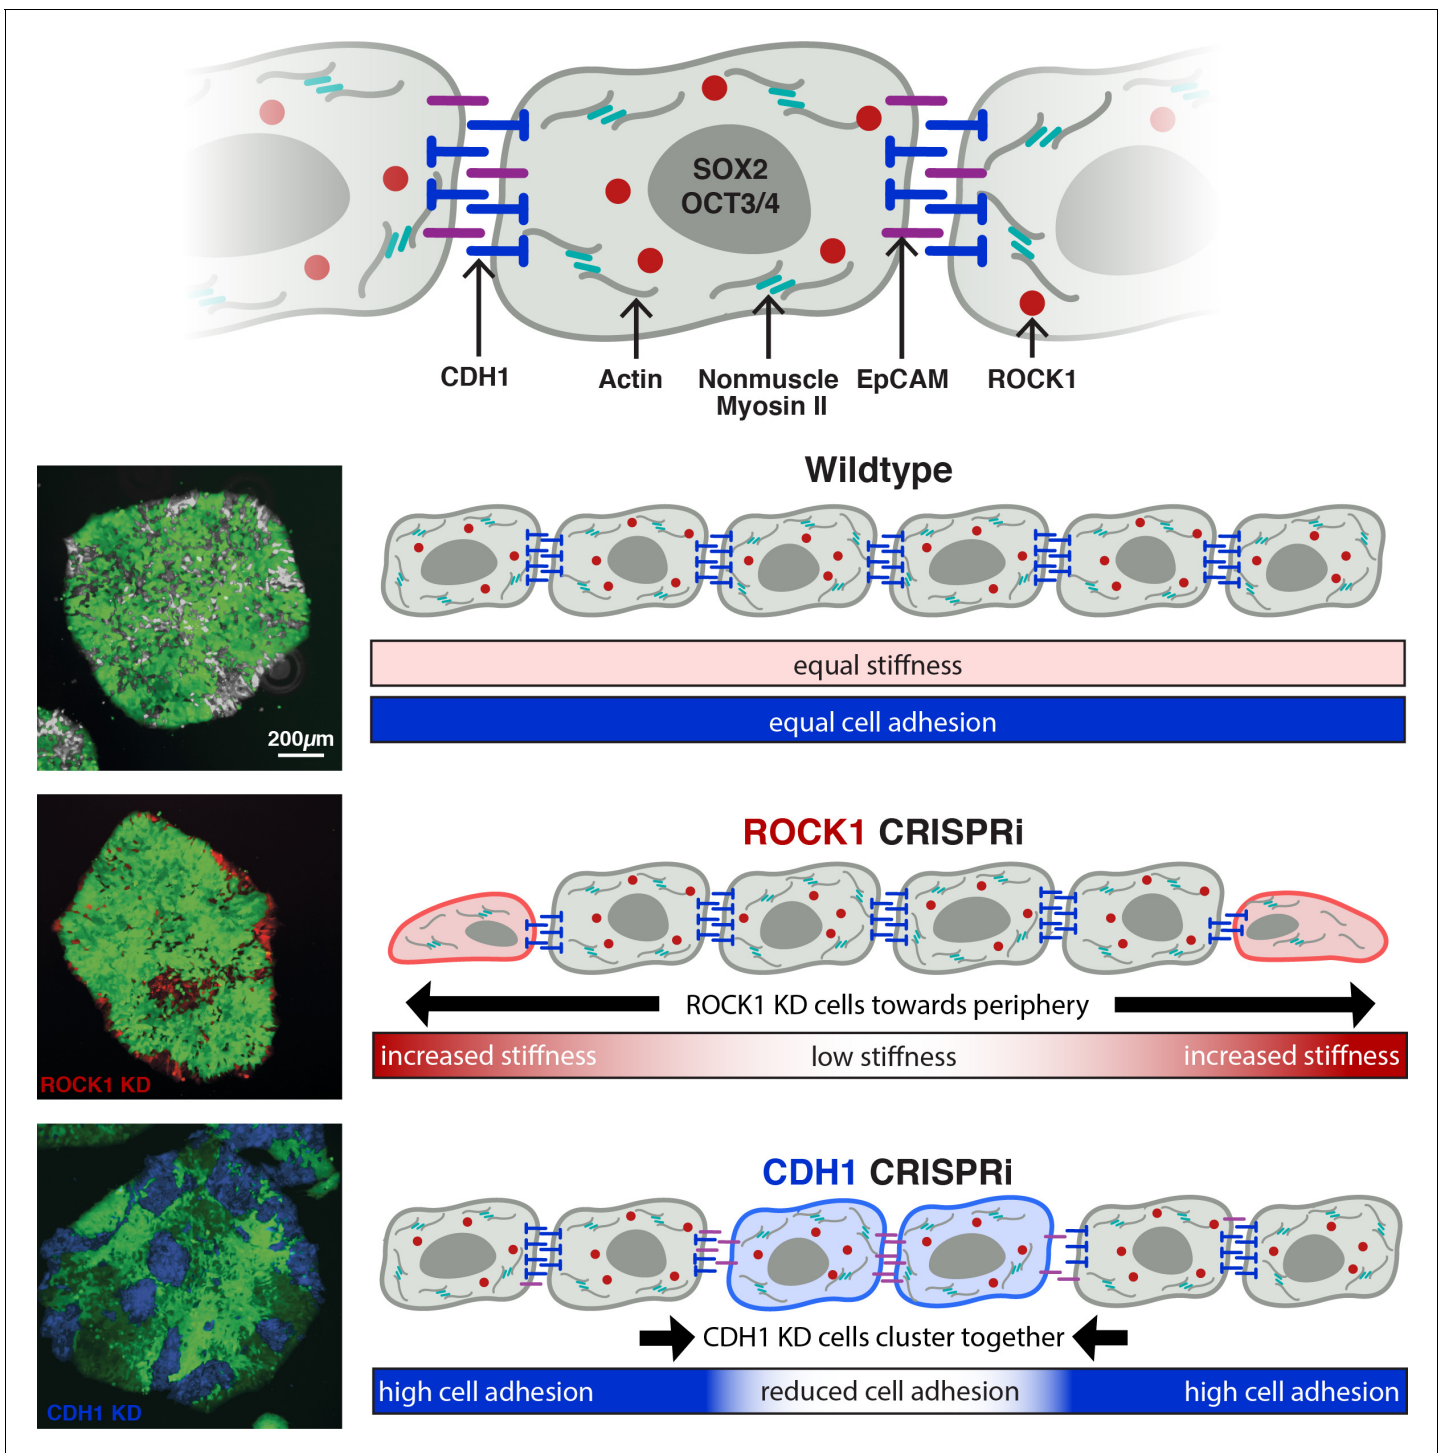 SOX2
OCT3/4
CDH1
Actin
Nonmuscle
Myosin II
EpCAM
ROCK1
Wildtype
equal stiffness
equal cell adhesion
200µm
ROCK1 CRISPRi
ROCK1 KD cells towards periphery
increased stiffness
low stiffness
increased stiffness
ROCK1 KD
CDH1 CRISPRi
CDH1 KD cells cluster together
high cell adhesion
reduced cell adhesion
high cell adhesion
CDH1 KD